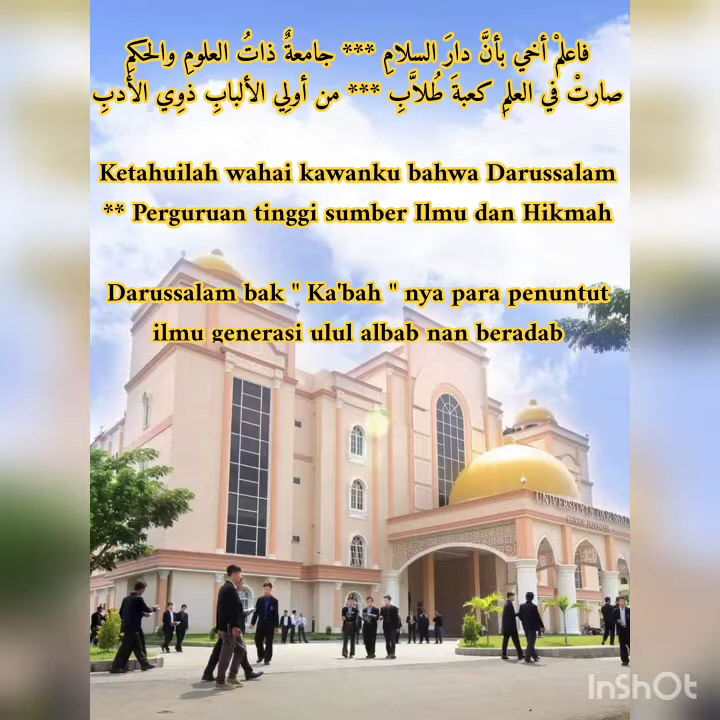 فاعلمْ أخي بأنَّ دارَ السلامِ *** جامعةٌ ذاتُ العلومِ والحكمِ
صارتْ في العلمِ كعبةَ طُلاَّبِ *** من أولِي الألبابِ ذوِي الأدبِ
Ketahuilah wahai kawanku bahwa Darussalam
** Perguruan tinggi sumber Ilmu dan Hikmah
Darussalam bak " Ka'bah " nya para penuntut
ilmu generasi ulul albab nan beradab
InShOt